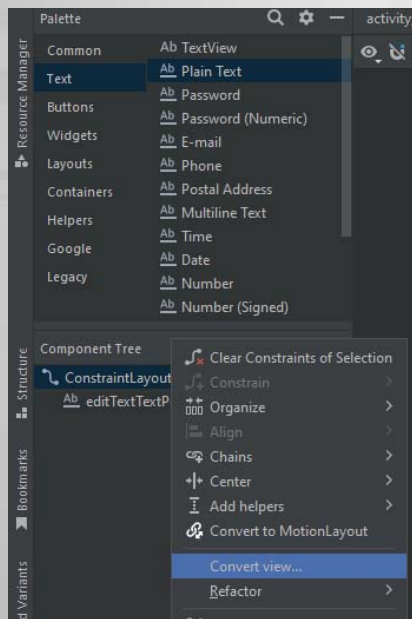 Palette
activity
Resource Manager
Common
Text
Buttons
Widgets
Layouts
Containers
Helpers
Google
Legacy
Ab TextView
Ab Plain Text
Ab Password
Ab Password (Numeric)
Ab E-mail
Ab Phone
Ab Postal Address
Ab Multiline Text
Ab Time
Ab Date
Ab Number
Ab Number (Signed)
Structure
Bookmarks
d Variants
Component Tree
ConstraintLayout
Ab editTextTextP
Clear Constraints of Selection
Constrain
Organize
Align
Chains
Center
Add helpers
Convert to MotionLayout
Convert view...
Refactor